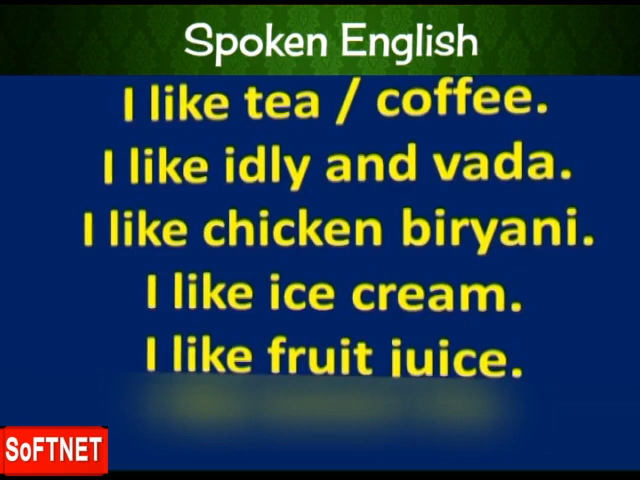 Spoken English
I like tea / coffee.
I like idly and vada.
I like chicken biryani.
I like ice cream.
I like fruit juice.
SoFTNET